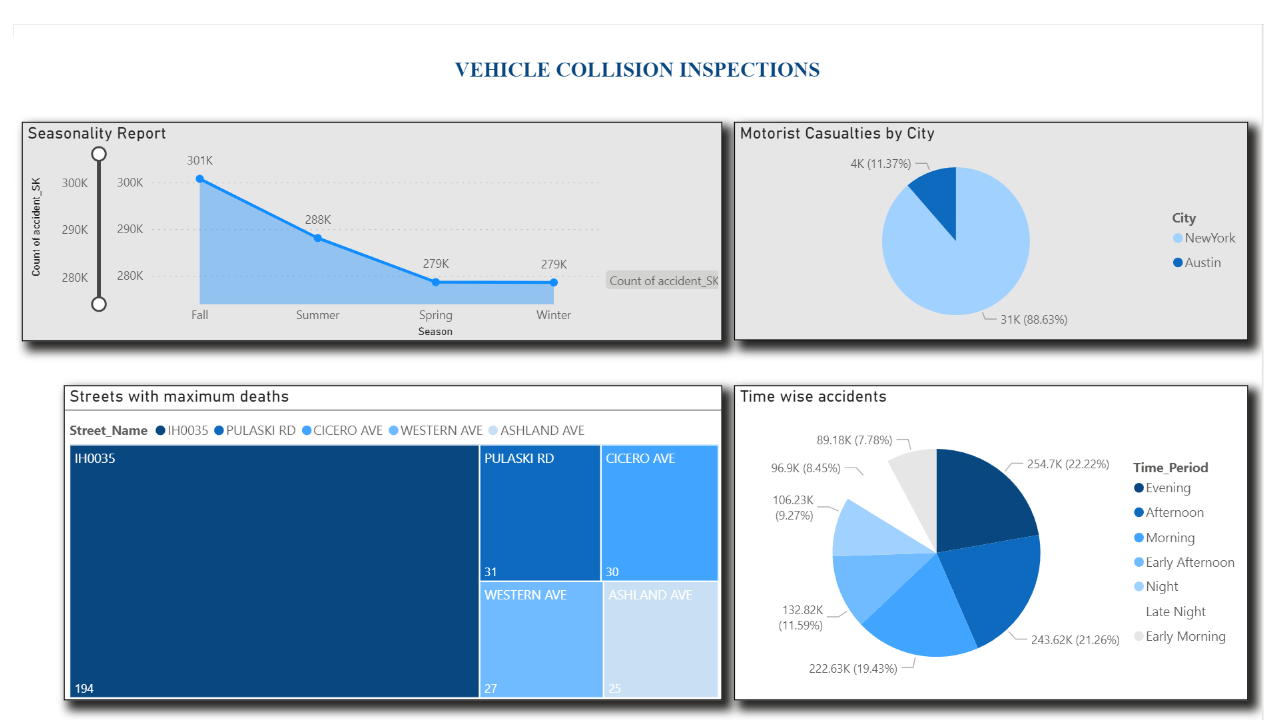 VEHICLE COLLISION INSPECTIONS
Seasonality Report
Count of accident_SK
300K
290K
280K
300K
290K
280K
301K
288K
279K
279K
Fall
Summer
Spring
Winter
Season
Count of accident_SK
Motorist Casualties by City
4K (11.37%)
31K (88.63%)
City
NewYork
Austin
Streets with maximum deaths
Street_Name IH0035 PULASKI RD CICERO AVE WESTERN AVE ASHLAND AVE
IH0035
194
PULASKI RD
31
CICERO AVE
30
WESTERN AVE
27
ASHLAND AVE
25
Time wise accidents
89.18K (7.78%)
96.9K (8.45%)
106.23K
(9.27%)
132.82K
(11.59%)
222.63K (19.43%)
254.7K (22.22%)
243.62K (21.26%)
Time_Period
Evening
Afternoon
Morning
Early Afternoon
Night
Late Night
Early Morning